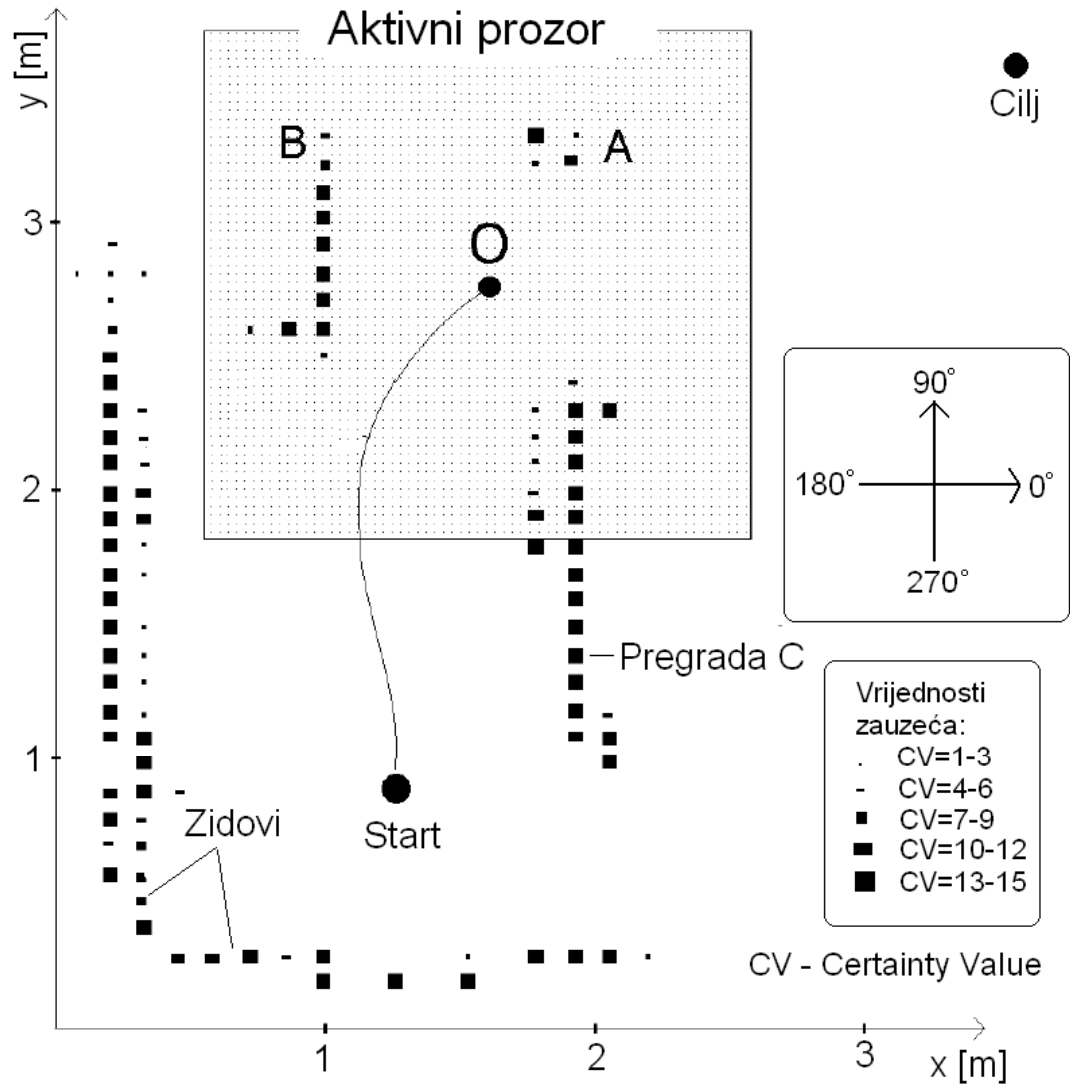 Aktivni prozor
y [m]
Cilj
B
A
3
O
90°
180°
0°
2
270°
Pregrada C
Vrijednosti
zauzeća:
CV=1-3
CV=4-6
CV=7-9
CV=10-12
CV=13-15
1
Zidovi
Start
CV - Certainty Value
1
2
3
x [m]